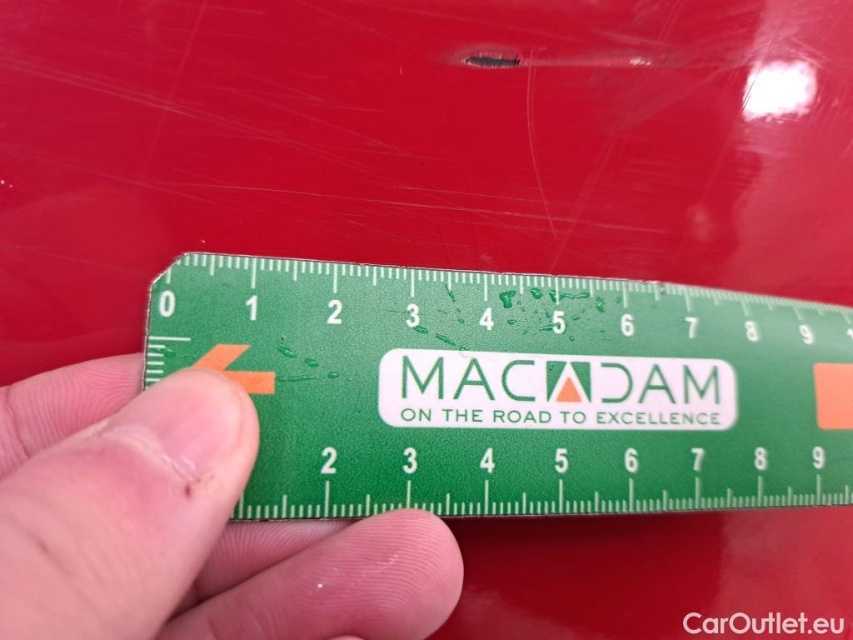 0 1 2 3 4 5 6 7 8 9
MACADAM
ON THE ROAD TO EXCELLENCE
2 3 4 5 6 7 8 9
CarOutlet.eu